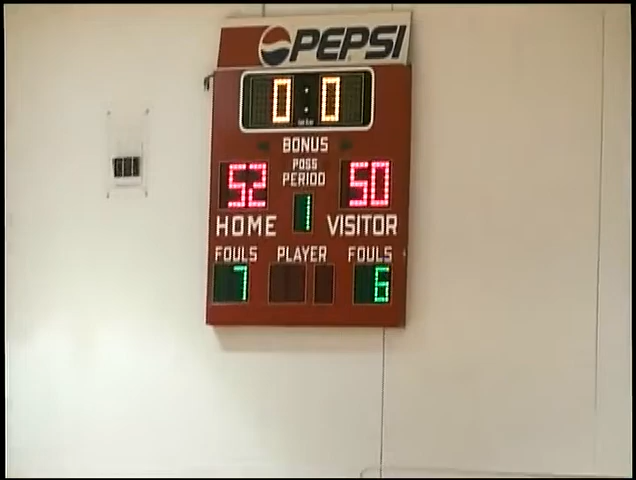 PEPSI
0:0
BONUS
52 POSS 50
PERIOD
HOME 1 VISITOR
FOULS PLAYER FOULS
7 6